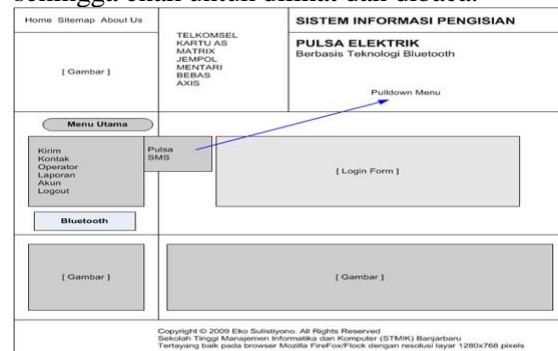 sehingga enak untuk dilihat dan dibaca.
Home Sitemap About Us
TELKOMSEL
KARTU AS
MATRIX
JEMPOL
MENTARI
BEBAS
AXIS
SISTEM INFORMASI PENGISIAN
PULSA ELEKTRIK
Berbasis Teknologi Bluetooth
[ Gambar ]
Pulldown Menu
Menu Utama
Kirim
Kontak
Operator
Laporan
Akun
Logout
Pulsa
SMS
[ Login Form ]
Bluetooth
[ Gambar ]
[ Gambar ]
Copyright © 2009 Eko Sulistiyono. All Rights Reserved
Sekolah Tinggi Manajemen Informatika dan Komputer (STMIK) Banjarbaru
Tertayang baik pada browser Mozilla FireFox/Flock dengan resolusi layar 1280x768 pixels